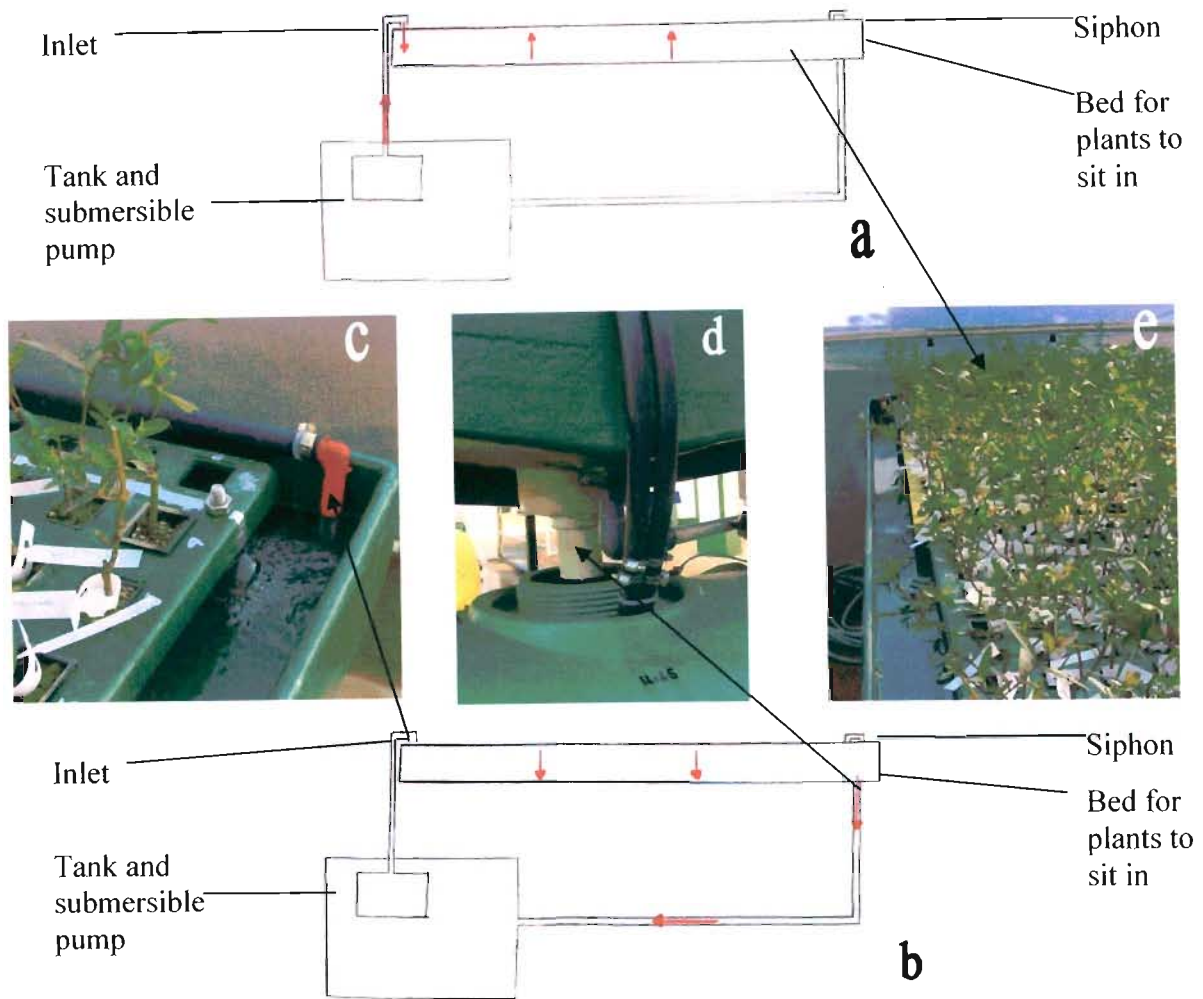 Inlet
Siphon
Tank and
submersible
pump
Bed for
plants to
sit in
a
c
d
e
Inlet
Siphon
Tank and
submersible
pump
Bed for
plants to
sit in
b